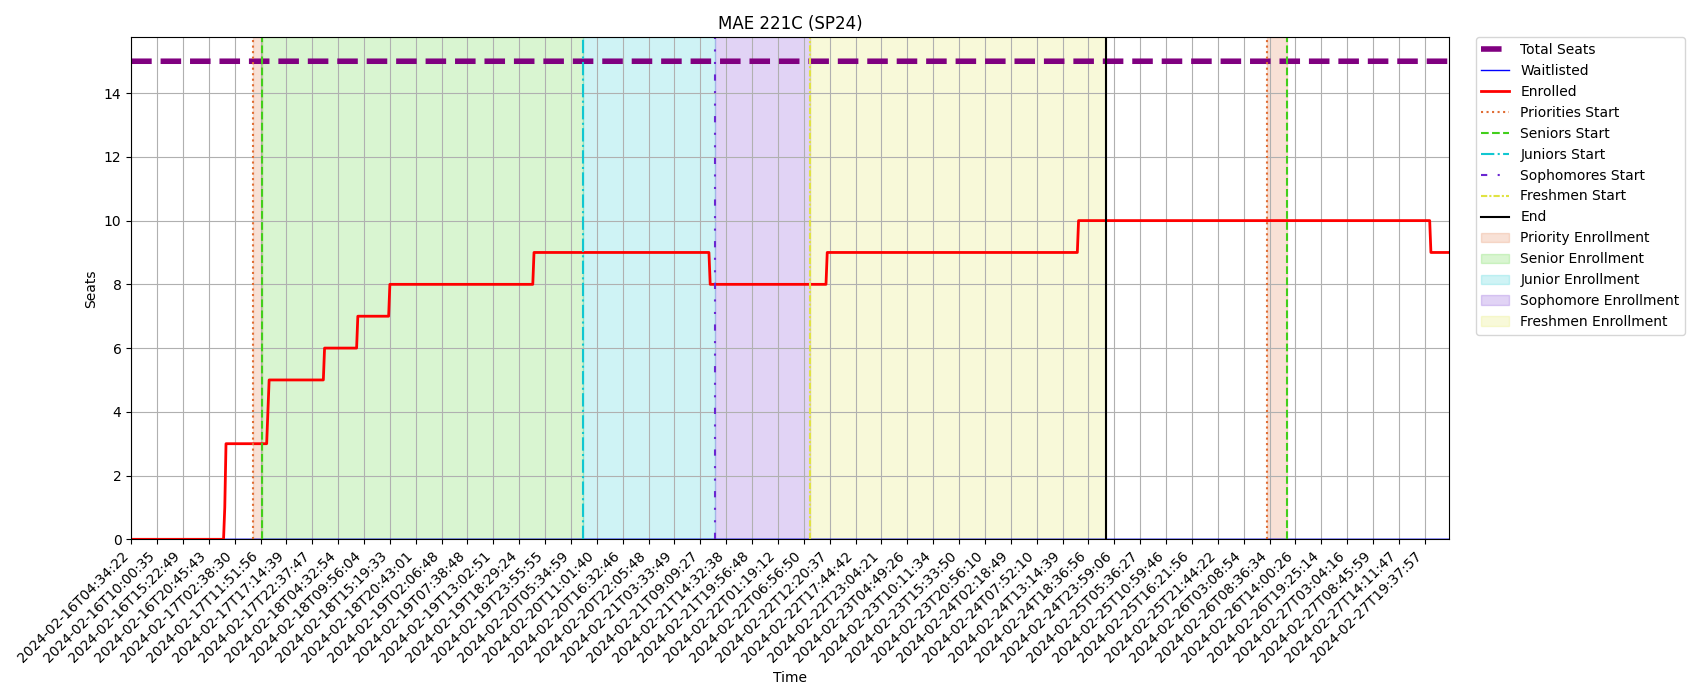 MAE 221C (SP24)
Seats
14
12
10
8
6
4
2
0
2024-02-16T04:34:22
2024-02-16T10:00:35
2024-02-16T15:22:49
2024-02-16T20:45:43
2024-02-17T02:38:30
2024-02-17T11:51:56
2024-02-17T17:14:39
2024-02-17T22:37:47
2024-02-18T04:32:54
2024-02-18T09:56:04
2024-02-18T15:19:33
2024-02-18T20:43:01
2024-02-19T02:06:48
2024-02-19T07:38:48
2024-02-19T13:02:51
2024-02-19T18:29:24
2024-02-19T23:55:55
2024-02-20T05:34:59
2024-02-20T11:01:40
2024-02-20T16:32:46
2024-02-20T22:05:48
2024-02-21T03:33:49
2024-02-21T09:09:27
2024-02-21T14:32:38
2024-02-21T19:56:48
2024-02-22T01:19:12
2024-02-22T06:56:50
2024-02-22T12:20:37
2024-02-22T17:44:42
2024-02-22T23:04:21
2024-02-23T04:49:26
2024-02-23T10:11:34
2024-02-23T15:33:50
2024-02-23T20:56:10
2024-02-24T02:18:49
2024-02-24T07:52:10
2024-02-24T13:14:39
2024-02-24T18:36:56
2024-02-24T23:59:06
2024-02-25T05:36:27
2024-02-25T10:59:46
2024-02-25T16:21:56
2024-02-25T21:44:22
2024-02-26T03:08:54
2024-02-26T08:36:34
2024-02-26T14:00:26
2024-02-26T19:25:14
2024-02-27T03:04:16
2024-02-27T08:45:59
2024-02-27T14:11:47
2024-02-27T19:37:57
Time
Total Seats
Waitlisted
Enrolled
Priorities Start
Seniors Start
Juniors Start
Sophomores Start
Freshmen Start
End
Priority Enrollment
Senior Enrollment
Junior Enrollment
Sophomore Enrollment
Freshmen Enrollment